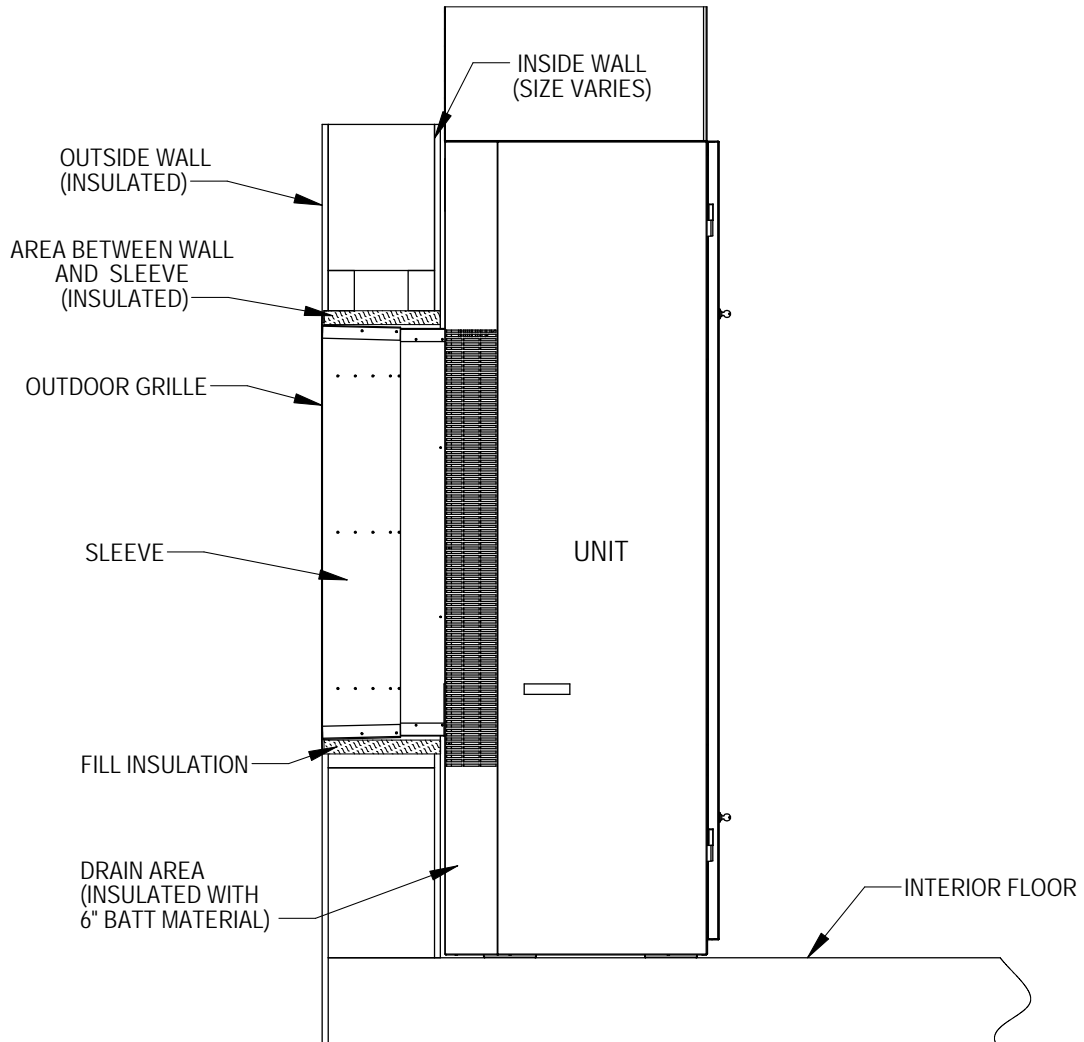 INSIDE WALL
(SIZE VARIES)
OUTSIDE WALL
(INSULATED)
AREA BETWEEN WALL
AND SLEEVE
(INSULATED)
OUTDOOR GRILLE
SLEEVE
UNIT
FILL INSULATION
DRAIN AREA
(INSULATED WITH
6" BATT MATERIAL)
INTERIOR FLOOR